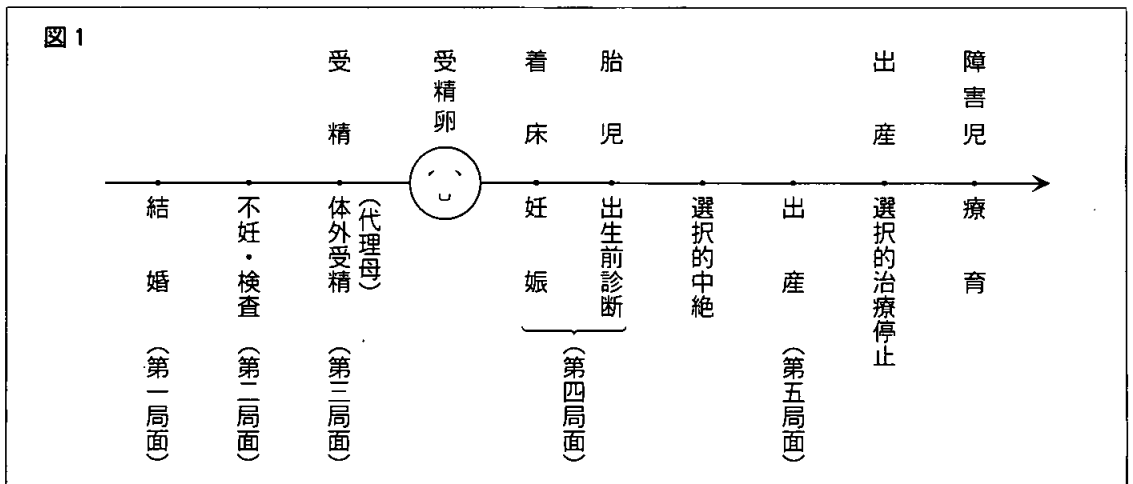 図1
受精
受精卵
着床
胎児
出産
障害児
結婚
(第一局面)
不妊・検査
(第二局面)
(代理母)
体外受精
(第三局面)
妊娠
出生前診断
(第四局面)
選択的中絶
出産
(第五局面)
選択的治療停止
療育